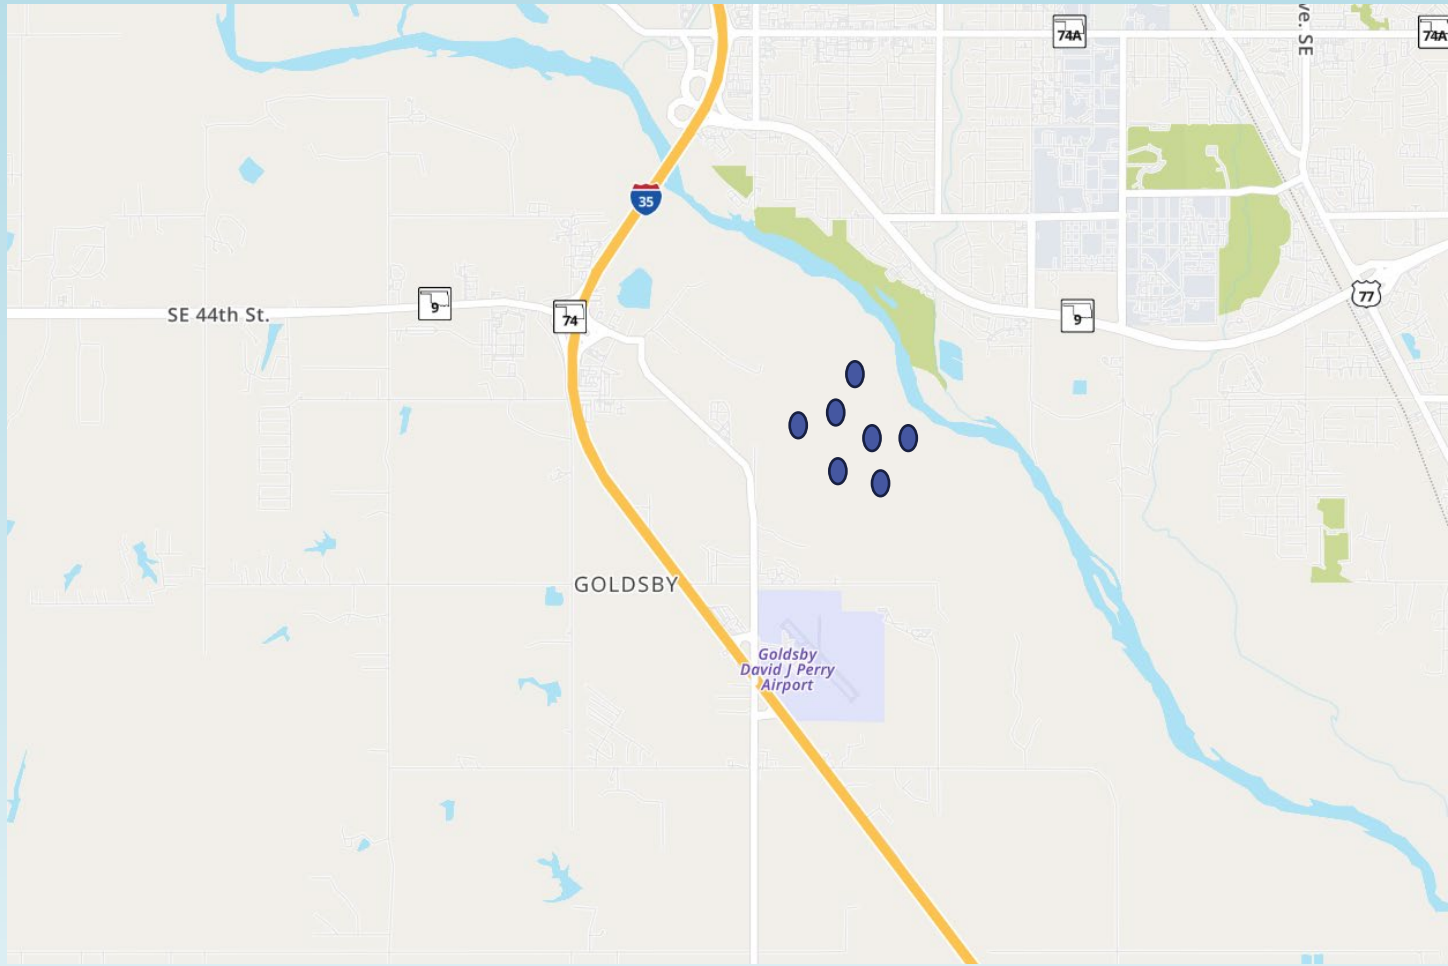 74A
74A
ve. SE
35
77
9
SE 44th St.
74
9
GOLDSBY
Goldsby
David J Perry
Airport